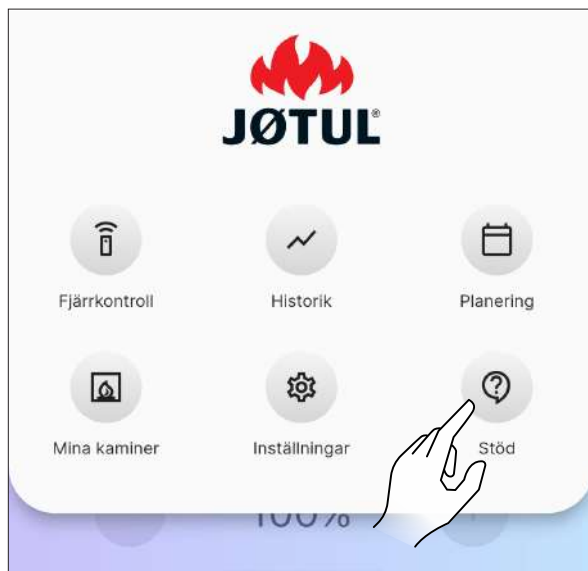 JØTUL®
Fjärrkontroll Historik Planering
Mina kaminer Inställningar Stöd
100%